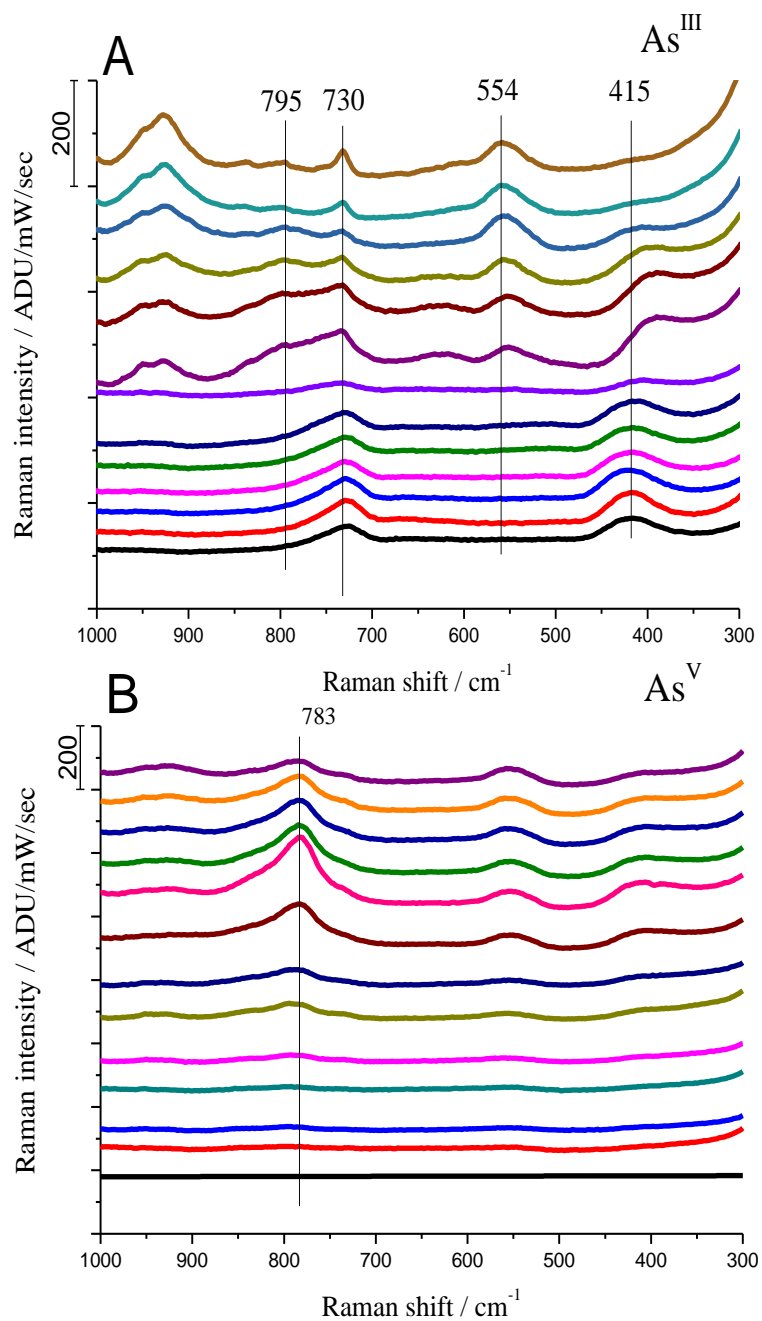 A
As^III
200
795 730 554 415
Raman intensity / ADU/mW/sec
1000 900 800 700 600 500 400 300
Raman shift / cm^-1
B
As^V
200
783
Raman intensity / ADU/mW/sec
1000 900 800 700 600 500 400 300
Raman shift / cm^-1